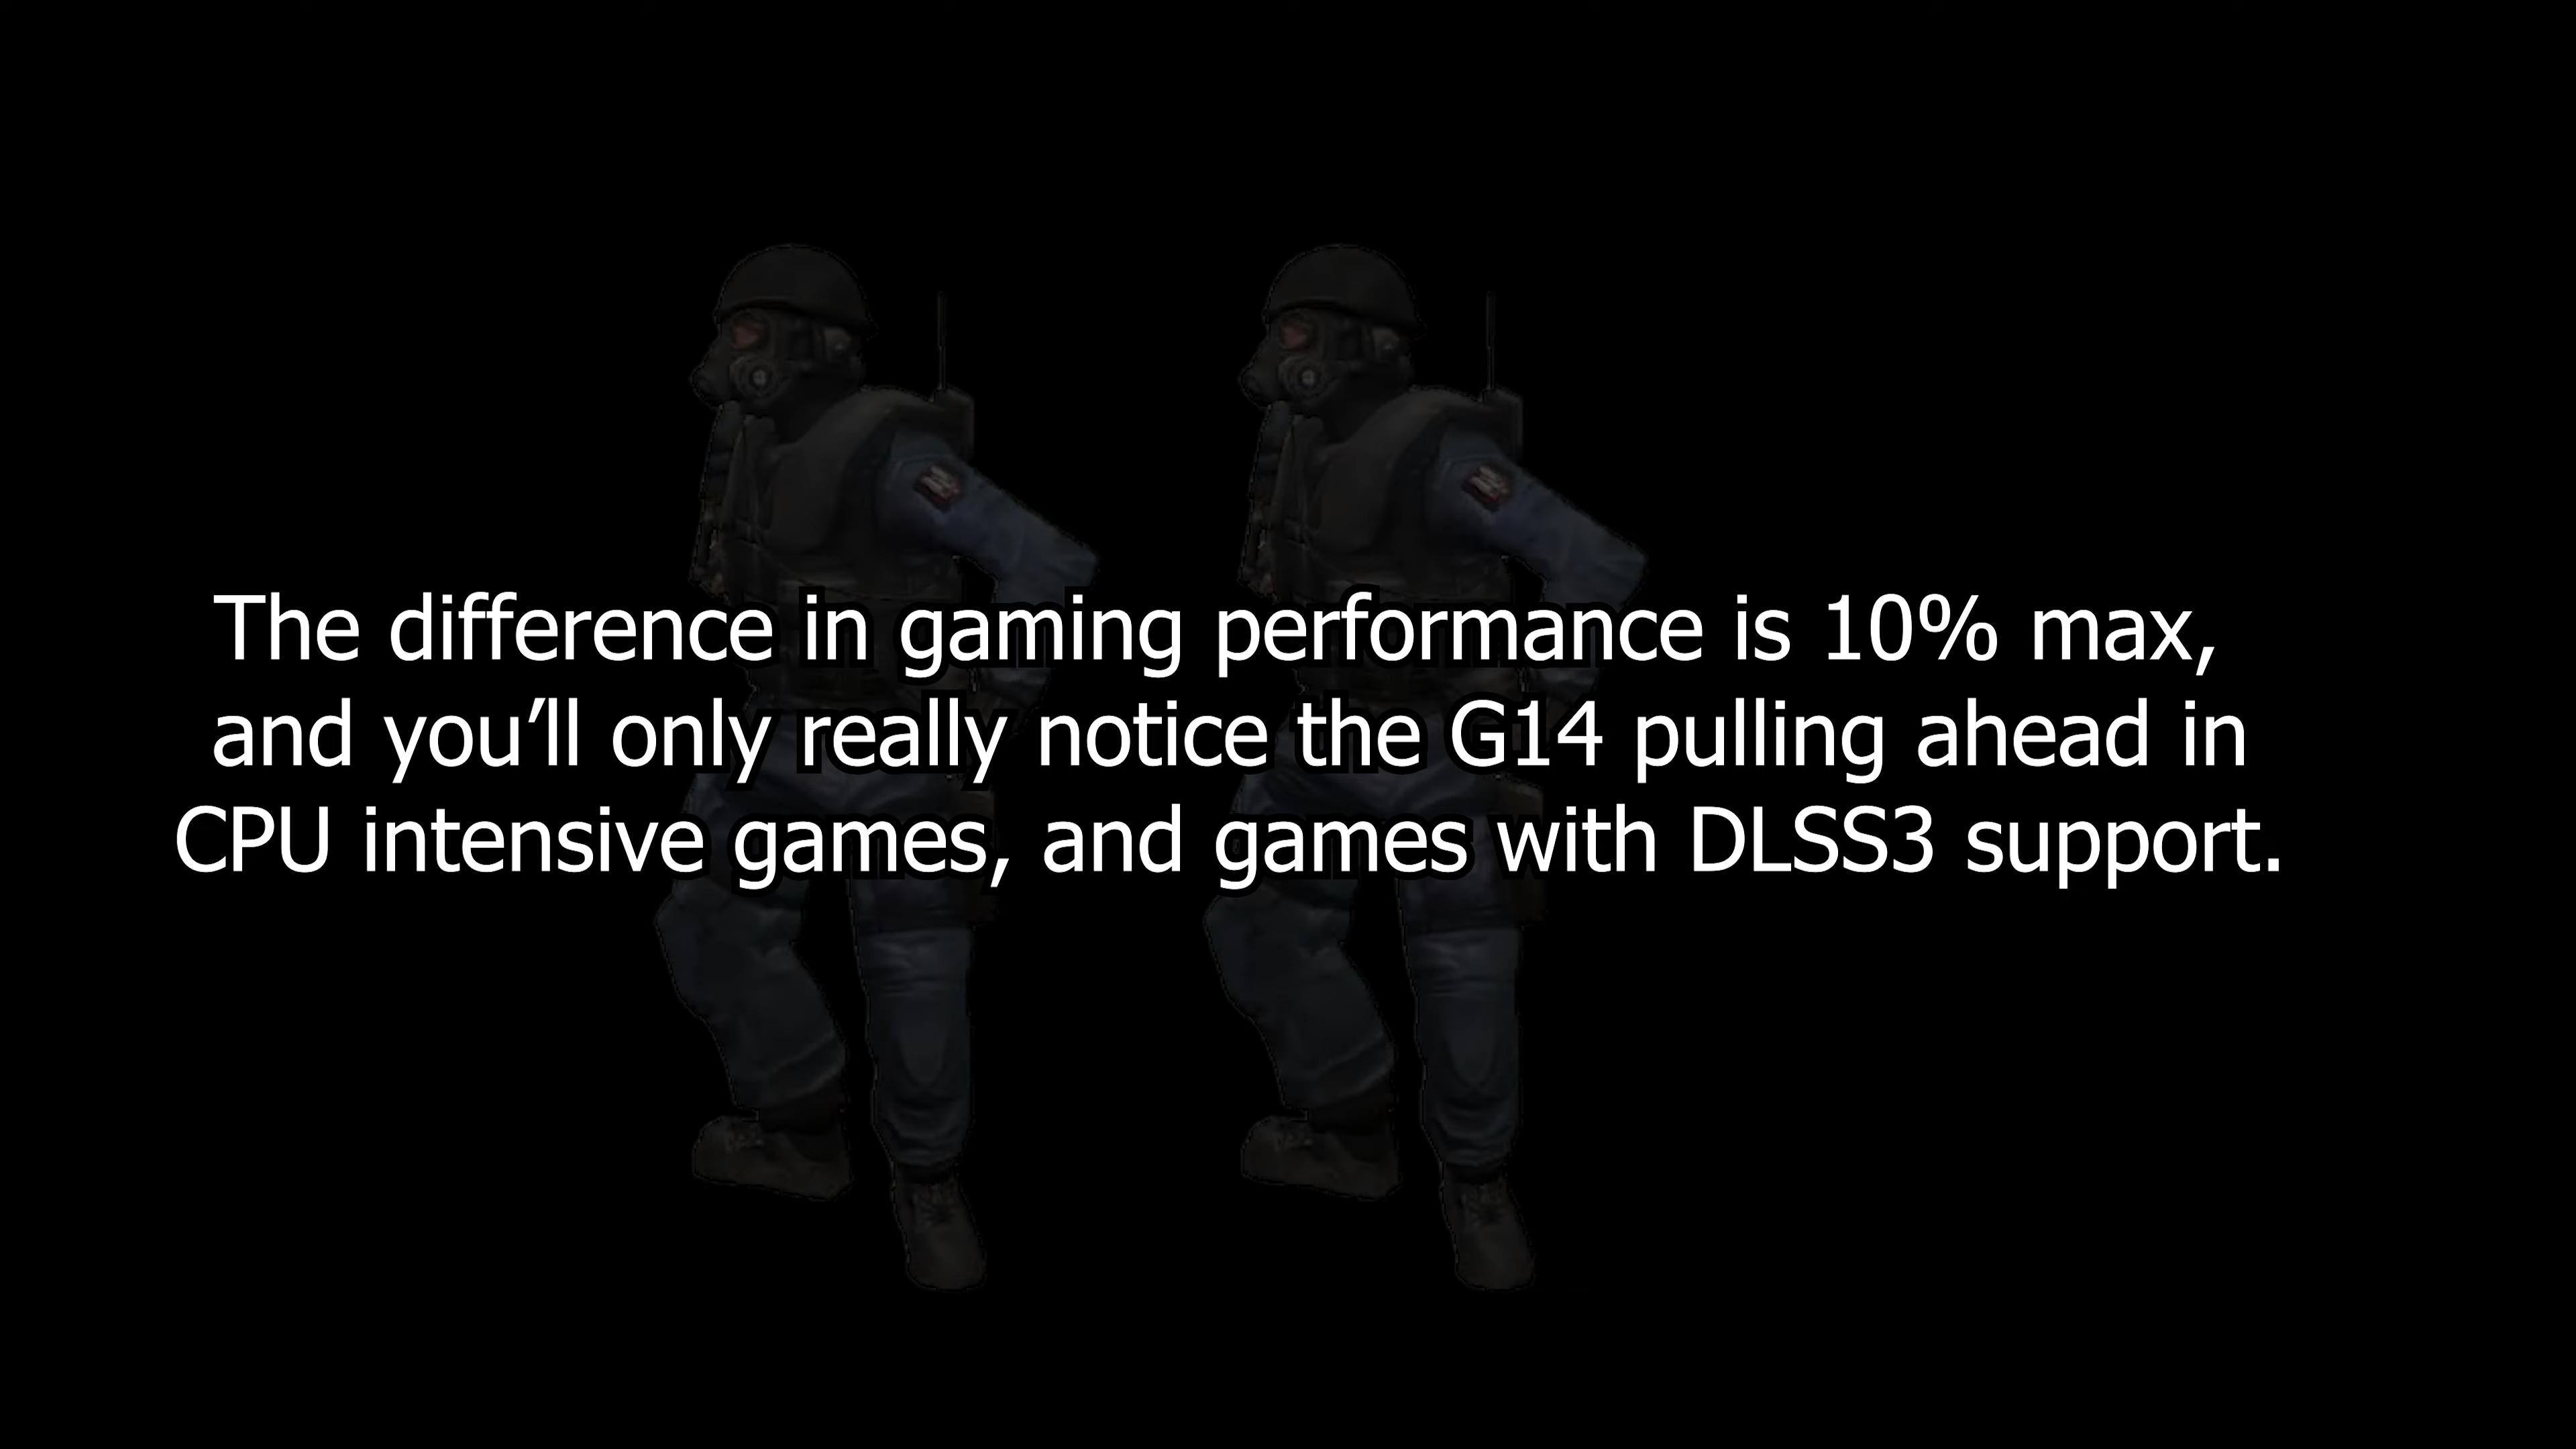 The difference in gaming performance is 10% max,
and you’ll only really notice the G14 pulling ahead in
CPU intensive games, and games with DLSS3 support.